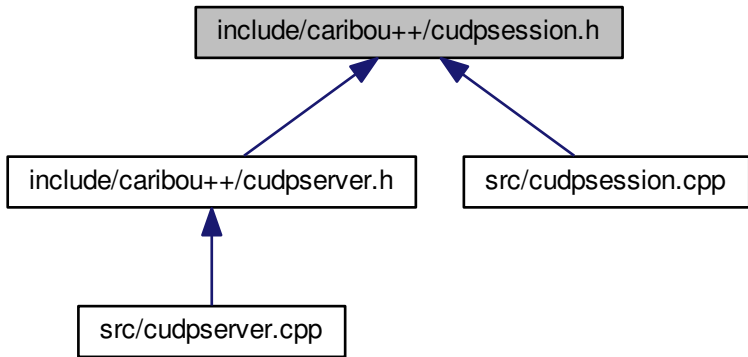 include/caribou++/cudpsession.h
include/caribou++/cudpserver.h
src/cudpsession.cpp
src/cudpserver.cpp